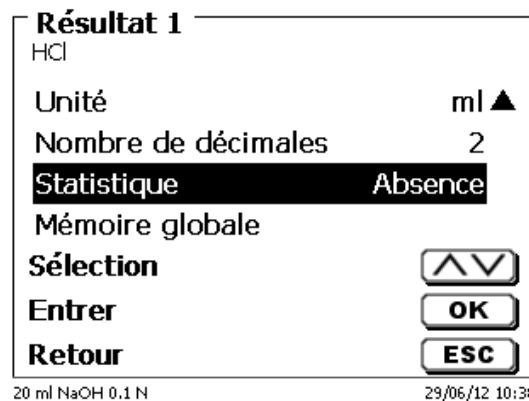 Résultat 1
HCl
Unité ml ▲
Nombre de décimales 2
Statistique Absence
Mémoire globale
Sélection
Entrer OK
Retour ESC
20 ml NaOH 0.1 N 29/06/12 10:38